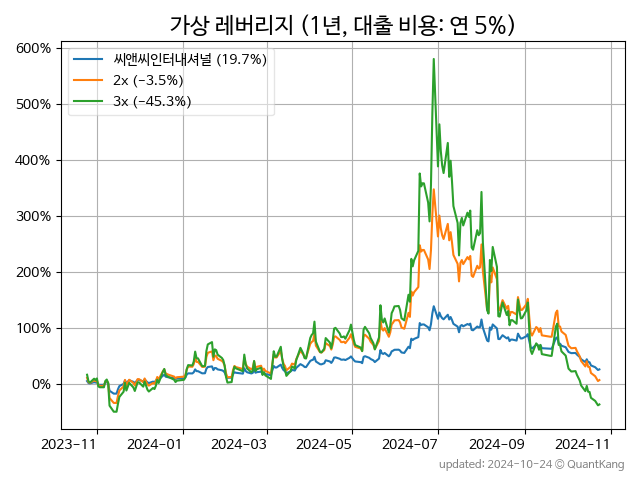 가상 레버리지 (1년, 대출 비용: 연 5%)
600%
500%
400%
300%
200%
100%
0%
씨앤씨인터내셔널 (19.7%)
2x (-3.5%)
3x (-45.3%)
2023-11
2024-01
2024-03
2024-05
2024-07
2024-09
2024-11
updated: 2024-10-24 © QuantKang